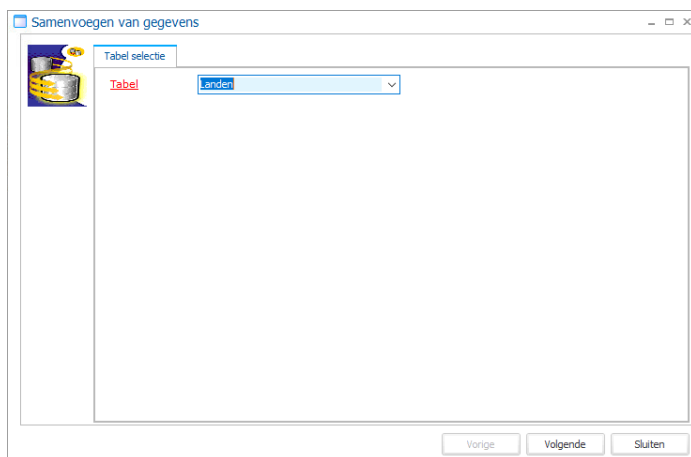 Samenvoegen van gegevens
Tabel selectie
Tabel
Landen
Vorige
Volgende
Sluiten